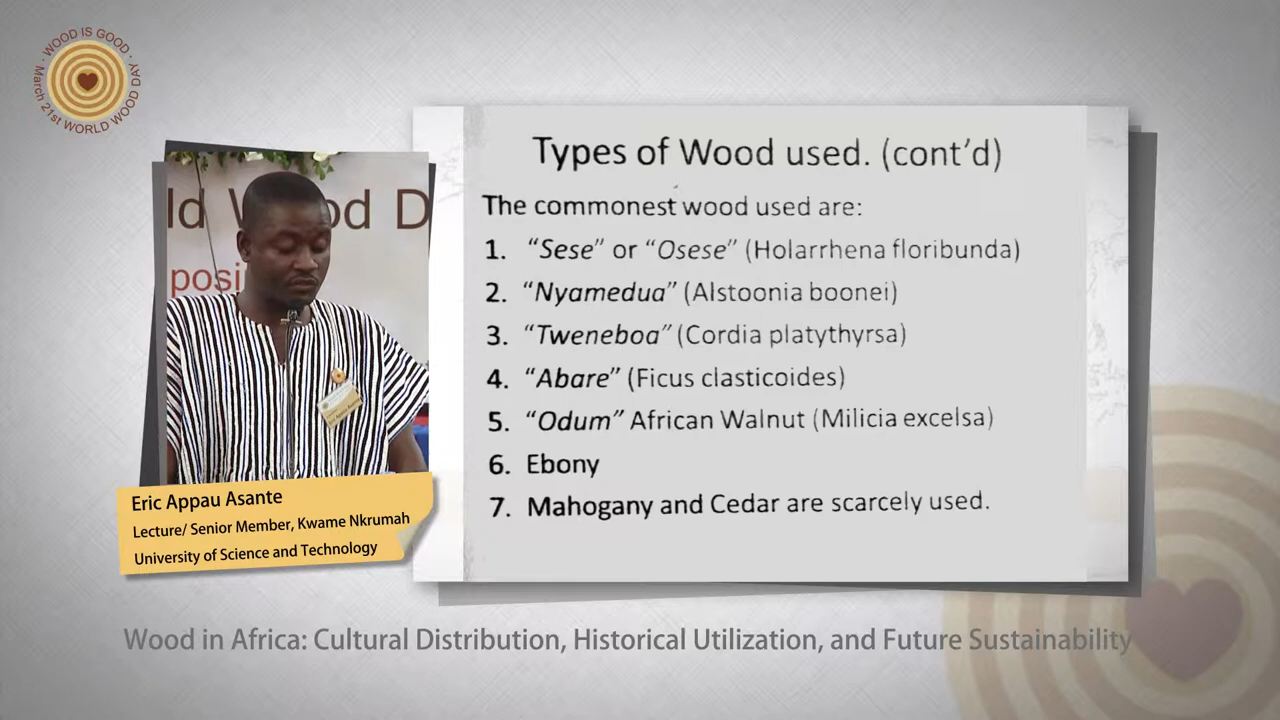 WOOD IS GOOD · March 21st WORLD WOOD DAY ·
ld Wood D
posi
Types of Wood used. (cont'd)
The commonest wood used are:
1. "Sese" or "Osese" (Holarrhena floribunda)
2. "Nyamedua" (Alstoonia boonei)
3. "Tweneboa" (Cordia platythyrsa)
4. "Abare" (Ficus clasticoides)
5. "Odum" African Walnut (Milicia excelsa)
6. Ebony
7. Mahogany and Cedar are scarcely used.
Eric Appau Asante
Lecture/ Senior Member, Kwame Nkrumah
University of Science and Technology
Wood in Africa: Cultural Distribution, Historical Utilization, and Future Sustainability